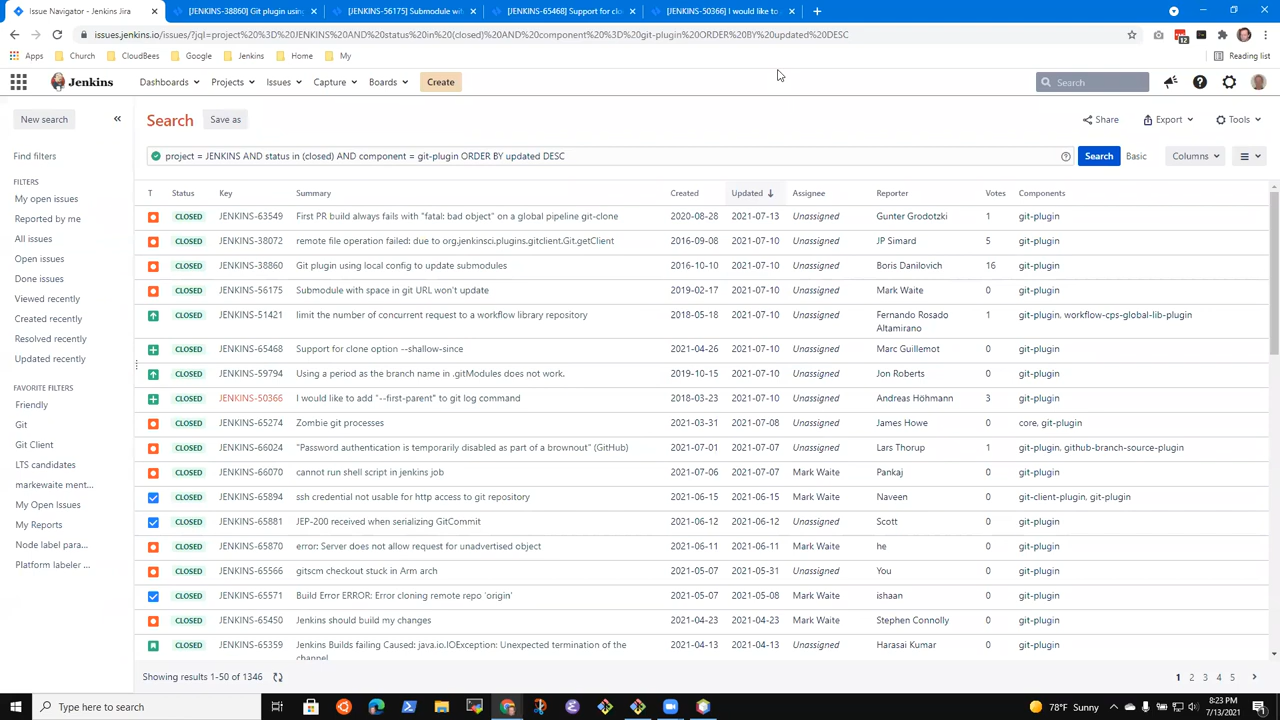 Issue Navigator - Jenkins Jira
[JENKINS-38860] Git plugin using
[JENKINS-56175] Submodule wit
[JENKINS-65468] Support for clo
[JENKINS-50366] I would like to
issues.jenkins.io/issues/?jql=project%20%3D%20JENKINS%20AND%20status%20in%20(closed)%20AND%20component%20%3D%20git-plugin%20ORDER%20BY%20updated%20DESC
12
Apps Church CloudBees Google Jenkins Home My Reading list
Jenkins Dashboards Projects Issues Capture Boards Create Search
New search « Search Save as Share Export Tools
project = JENKINS AND status in (closed) AND component = git-plugin ORDER BY updated DESC Search Basic Columns
Find filters
FILTERS
My open issues
Reported by me
All issues
Open issues
Done issues
Viewed recently
Created recently
Resolved recently
Updated recently
FAVORITE FILTERS
Friendly
Git
Git Client
LTS candidates
markewaite ment...
My Open Issues
My Reports
Node label para...
Platform labeler ...
T Status Key Summary Created Updated Assignee Reporter Votes Components
CLOSED JENKINS-63549 First PR build always fails with "fatal: bad object" on a global pipeline git-clone 2020-08-28 2021-07-13 Unassigned Gunter Grodotzki 1 git-plugin
CLOSED JENKINS-38072 remote file operation failed: due to org.jenkinsci.plugins.gitclient.Git.getClient 2016-09-08 2021-07-10 Unassigned JP Simard 5 git-plugin
CLOSED JENKINS-38860 Git plugin using local config to update submodules 2016-10-10 2021-07-10 Unassigned Boris Danilovich 16 git-plugin
CLOSED JENKINS-56175 Submodule with space in git URL won't update 2019-02-17 2021-07-10 Unassigned Mark Waite 0 git-plugin
CLOSED JENKINS-51421 limit the number of concurrent request to a workflow library repository 2018-05-18 2021-07-10 Unassigned Fernando Rosado Altamirano 1 git-plugin, workflow-cps-global-lib-plugin
CLOSED JENKINS-65468 Support for clone option --shallow-since 2021-04-26 2021-07-10 Unassigned Marc Guillemot 0 git-plugin
CLOSED JENKINS-59794 Using a period as the branch name in .gitModules does not work. 2019-10-15 2021-07-10 Unassigned Jon Roberts 0 git-plugin
CLOSED JENKINS-50366 I would like to add "--first-parent" to git log command 2018-03-23 2021-07-10 Unassigned Andreas Höhmann 3 git-plugin
CLOSED JENKINS-65274 Zombie git processes 2021-03-31 2021-07-08 Unassigned James Howe 0 core, git-plugin
CLOSED JENKINS-66024 "Password authentication is temporarily disabled as part of a brownout" (GitHub) 2021-07-01 2021-07-07 Unassigned Lars Thorup 1 git-plugin, github-branch-source-plugin
CLOSED JENKINS-66070 cannot run shell script in jenkins job 2021-07-06 2021-07-07 Mark Waite Pankaj 0 git-plugin
CLOSED JENKINS-65894 ssh credential not usable for http access to git repository 2021-06-15 2021-06-15 Mark Waite Naveen 0 git-client-plugin, git-plugin
CLOSED JENKINS-65881 JEP-200 received when serializing GitCommit 2021-06-12 2021-06-12 Unassigned Scott 0 git-plugin
CLOSED JENKINS-65870 error: Server does not allow request for unadvertised object 2021-06-11 2021-06-11 Mark Waite he 0 git-plugin
CLOSED JENKINS-65566 gitscm checkout stuck in Arm arch 2021-05-07 2021-05-31 Unassigned You 0 git-plugin
CLOSED JENKINS-65571 Build Error ERROR: Error cloning remote repo 'origin' 2021-05-07 2021-05-08 Mark Waite ishaan 0 git-plugin
CLOSED JENKINS-65450 Jenkins should build my changes 2021-04-23 2021-04-23 Mark Waite Stephen Connolly 0 git-plugin
CLOSED JENKINS-65359 Jenkins Builds failing Caused: java.io.IOException: Unexpected termination of the channel 2021-04-13 2021-04-13 Unassigned Harasai Kumar 0 git-plugin
Showing results 1-50 of 1346 1 2 3 4 5
Type here to search 78°F Sunny 8:23 PM
7/13/2021